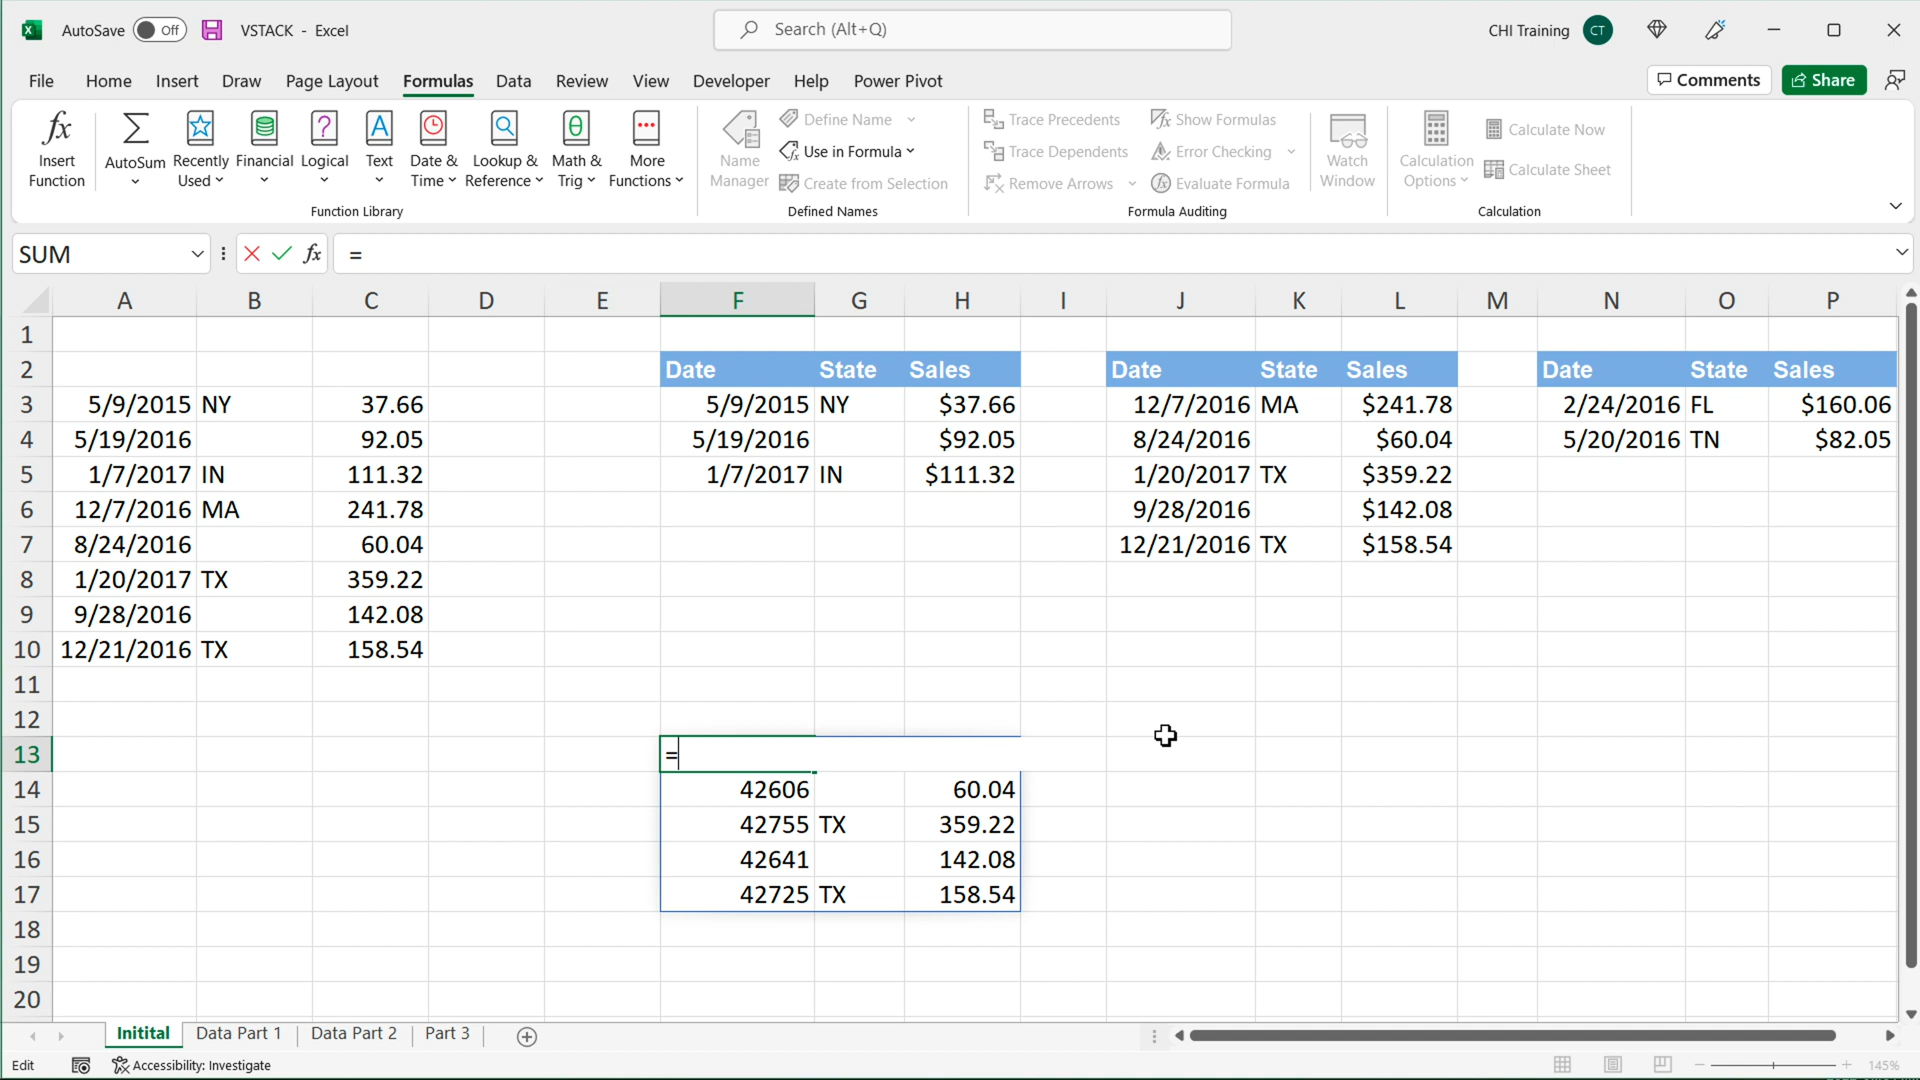 AutoSave Off VSTACK - Excel Search (Alt+Q) CHI Training CT
File Home Insert Draw Page Layout Formulas Data Review View Developer Help Power Pivot Comments Share
Insert Function
AutoSum
Recently Used
Financial
Logical
Text
Date & Time
Lookup & Reference
Math & Trig
More Functions
Function Library
Name Manager
Define Name
Use in Formula
Create from Selection
Defined Names
Trace Precedents
Trace Dependents
Remove Arrows
Show Formulas
Error Checking
Evaluate Formula
Formula Auditing
Watch Window
Calculation Options
Calculate Now
Calculate Sheet
Calculation
SUM fx =
A B C D E F G H I J K L M N O P
1
2 Date State Sales Date State Sales Date State Sales
3 5/9/2015 NY 37.66 5/9/2015 NY $37.66 12/7/2016 MA $241.78 2/24/2016 FL $160.06
4 5/19/2016 92.05 5/19/2016 $92.05 8/24/2016 $60.04 5/20/2016 TN $82.05
5 1/7/2017 IN 111.32 1/7/2017 IN $111.32 1/20/2017 TX $359.22
6 12/7/2016 MA 241.78 9/28/2016 $142.08
7 8/24/2016 60.04 12/21/2016 TX $158.54
8 1/20/2017 TX 359.22
9 9/28/2016 142.08
10 12/21/2016 TX 158.54
11
12
13 =
14 42606 60.04
15 42755 TX 359.22
16 42641 142.08
17 42725 TX 158.54
18
19
20
Initital Data Part 1 Data Part 2 Part 3
Edit Accessibility: Investigate 145%